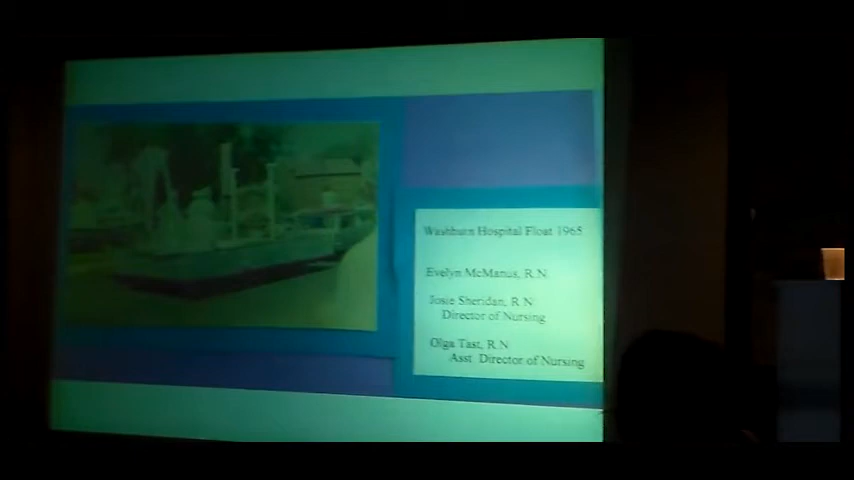 Washburn Hospital Float 1965
Evelyn McManus, R.N.
Josie Sheridan, R.N
Director of Nursing
Olga Tast, R.N
Asst Director of Nursing